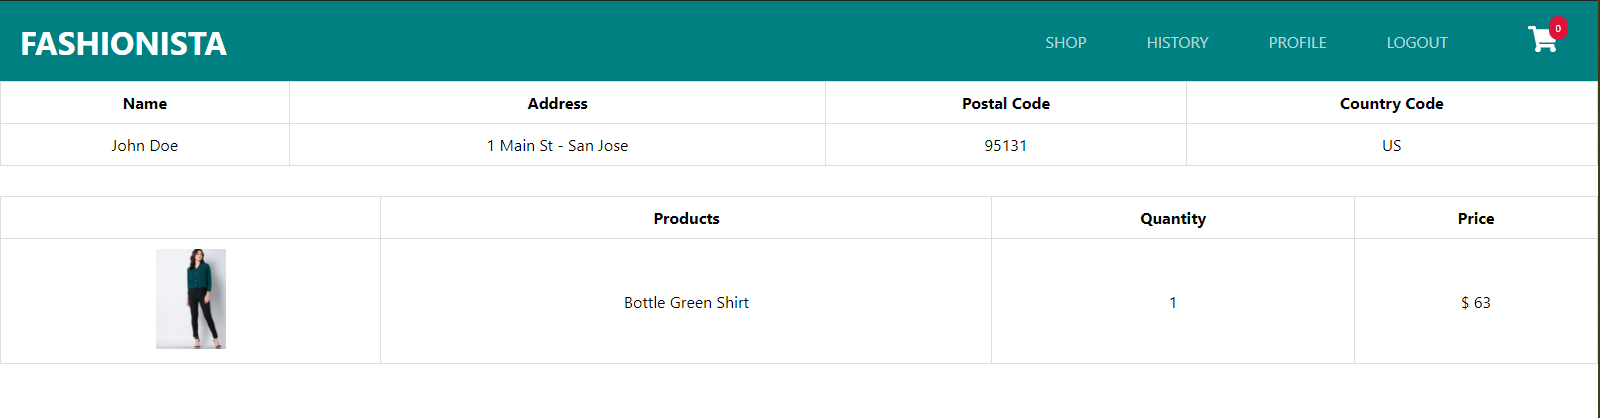 FASHIONISTA SHOP HISTORY PROFILE LOGOUT 0
Name Address Postal Code Country Code
John Doe 1 Main St - San Jose 95131 US
Products Quantity Price
Bottle Green Shirt 1 $ 63